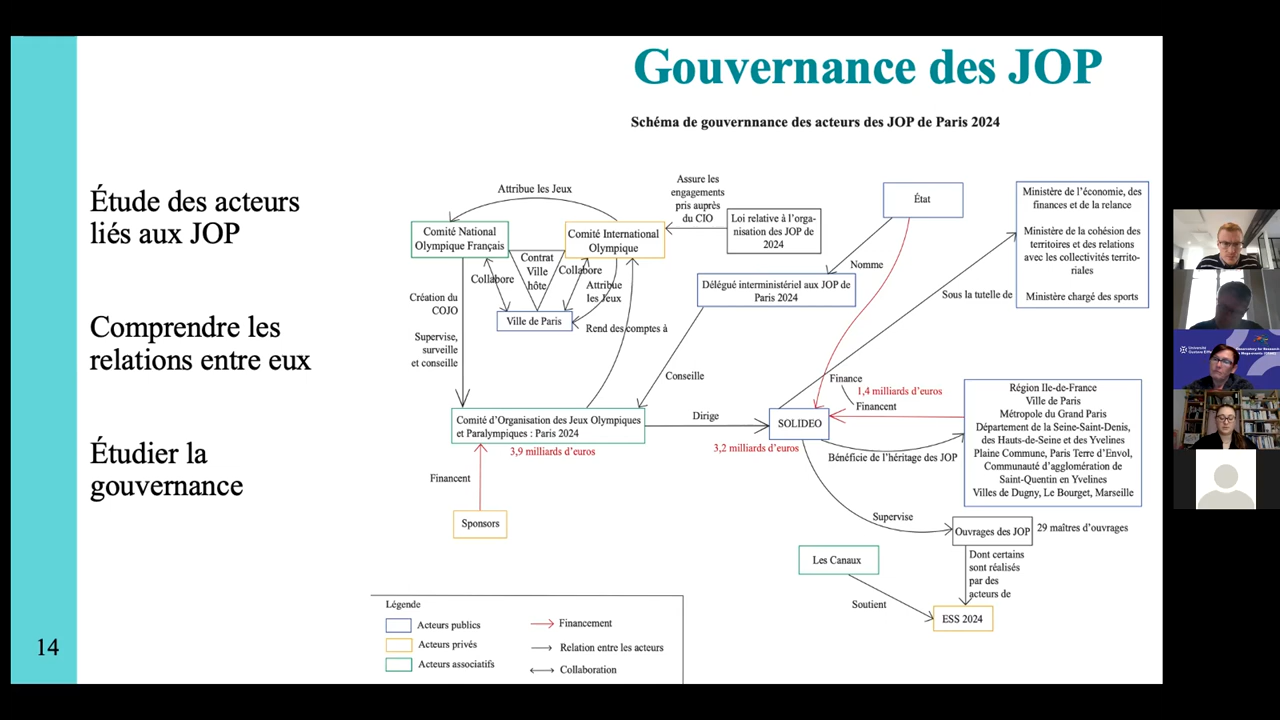 Gouvernance des JOP
Schéma de gouvernnance des acteurs des JOP de Paris 2024
Étude des acteurs
liés aux JOP
Comprendre les
relations entre eux
Étudier la
gouvernance
14
Attribue les Jeux
Comité National
Olympique Français
Comité International
Olympique
Assure les
engagements
pris auprès
du CIO
Loi relative à l'orga-
nisation des JOP de
2024
État
Ministère de l'économie, des
finances et de la relance
Ministère de la cohésion des
territoires et des relations
avec les collectivités territo-
riales
Ministère chargé des sports
Contrat
Ville
hôte
Collabore
Collabore
Attribue
les Jeux
Nomme
Délégué interministériel aux JOP de
Paris 2024
Sous la tutelle de
Création du
COJO
Ville de Paris
Rend des comptes à
Supervise,
surveille
et conseille
Conseille
Finance
1,4 milliards d'euros
Financent
Comité d'Organisation des Jeux Olympiques
et Paralympiques : Paris 2024
3,9 milliards d'euros
Dirige
SOLIDEO
3,2 milliards d'euros
Bénéficie de l'héritage des JOP
Région Ile-de-France
Ville de Paris
Métropole du Grand Paris
Département de la Seine-Saint-Denis,
des Hauts-de-Seine et des Yvelines
Plaine Commune, Paris Terre d'Envol,
Communauté d'agglomération de
Saint-Quentin en Yvelines
Villes de Dugny, Le Bourget, Marseille
Financent
Sponsors
Supervise
Ouvrages des JOP
29 maîtres d'ouvrages
Les Canaux
Dont certains
sont réalisés
par des
acteurs de
Soutient
ESS 2024
Légende
Acteurs publics
Acteurs privés
Acteurs associatifs
Financement
Relation entre les acteurs
Collaboration